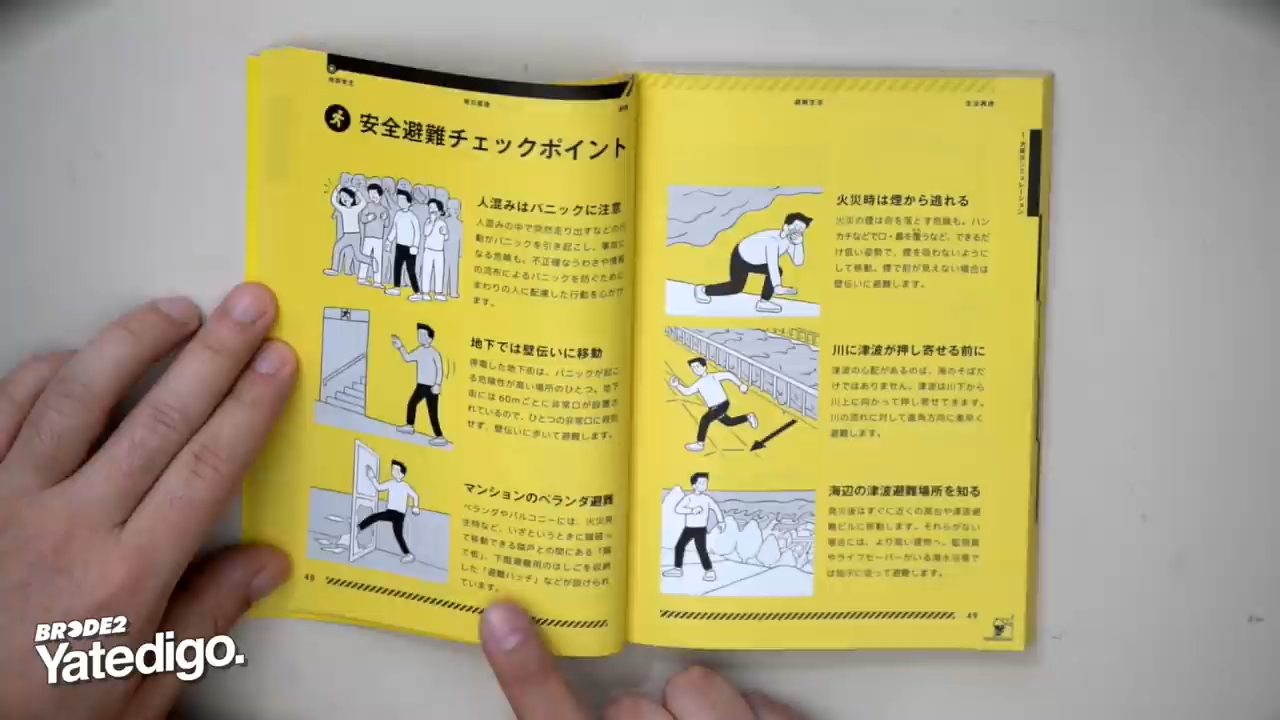 安全避難チェックポイント
人混みはパニックに注意
人混みの中で突然走り出すなどの
動がパニックを引き起こし、事故に
なる危険も。不正確なうわさや情報
の流布によるパニックを防ぐために
まわりの人に配慮した行動を心がけ
ます。
地下では壁伝いに移動
停電した地下街は、パニックが起こ
る危険性が高い場所のひとつ。地下
街には60mごとに非常口が設置さ
れているので、ひとつの非常口に殺到
せず、壁伝いに歩いて避難します。
マンションのベランダ避難
ベランダやバルコニーには、火災発
生時など、いざというときに蹴破っ
て移動できる隣戸との間にある「隔
て板」、下階避難用のはしごを収納
した「避難ハッチ」などが設けられ
ています。
48
避難生活
生活再建
1 大震災シミュレーション
火災時は煙から逃れる
火災の煙は命を落とす危険も。ハン
カチなどで口・鼻を覆うなど、できるだ
け低い姿勢で、煙を吸わないように
して移動。煙で前が見えない場合は
壁伝いに避難します。
川に津波が押し寄せる前に
津波の心配があるのは、海のそばだ
けではありません。津波は川下から
川上に向かって押し寄せてきます。
川の流れに対して直角方向に素早く
避難します。
海辺の津波避難場所を知る
発災後はすぐに近くの高台や津波避
難ビルに移動します。それらがない
場合には、より高い建物へ。監視員
やライフセーバーがいる海水浴場で
は指示に従って避難します。
49
BRODE2
Yatedigo.